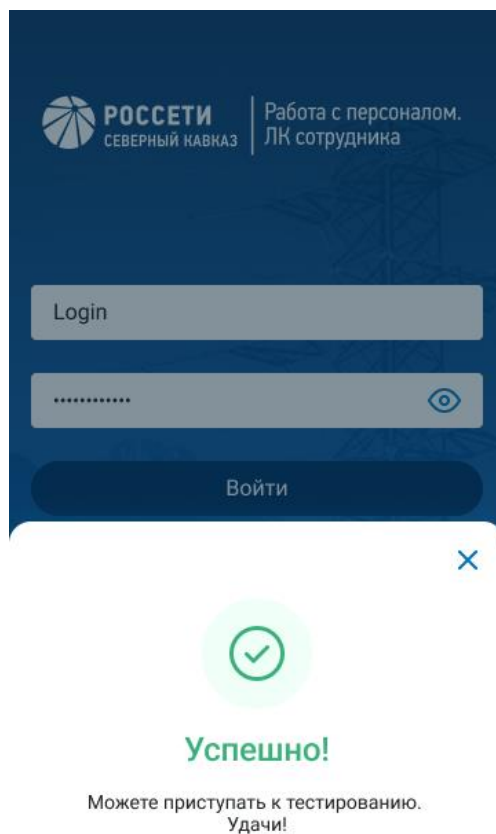 РОССЕТИ
СЕВЕРНЫЙ КАВКАЗ
Работа с персоналом.
ЛК сотрудника
Login
••••••••••••
Войти
Успешно!
Можете приступать к тестированию.
Удачи!